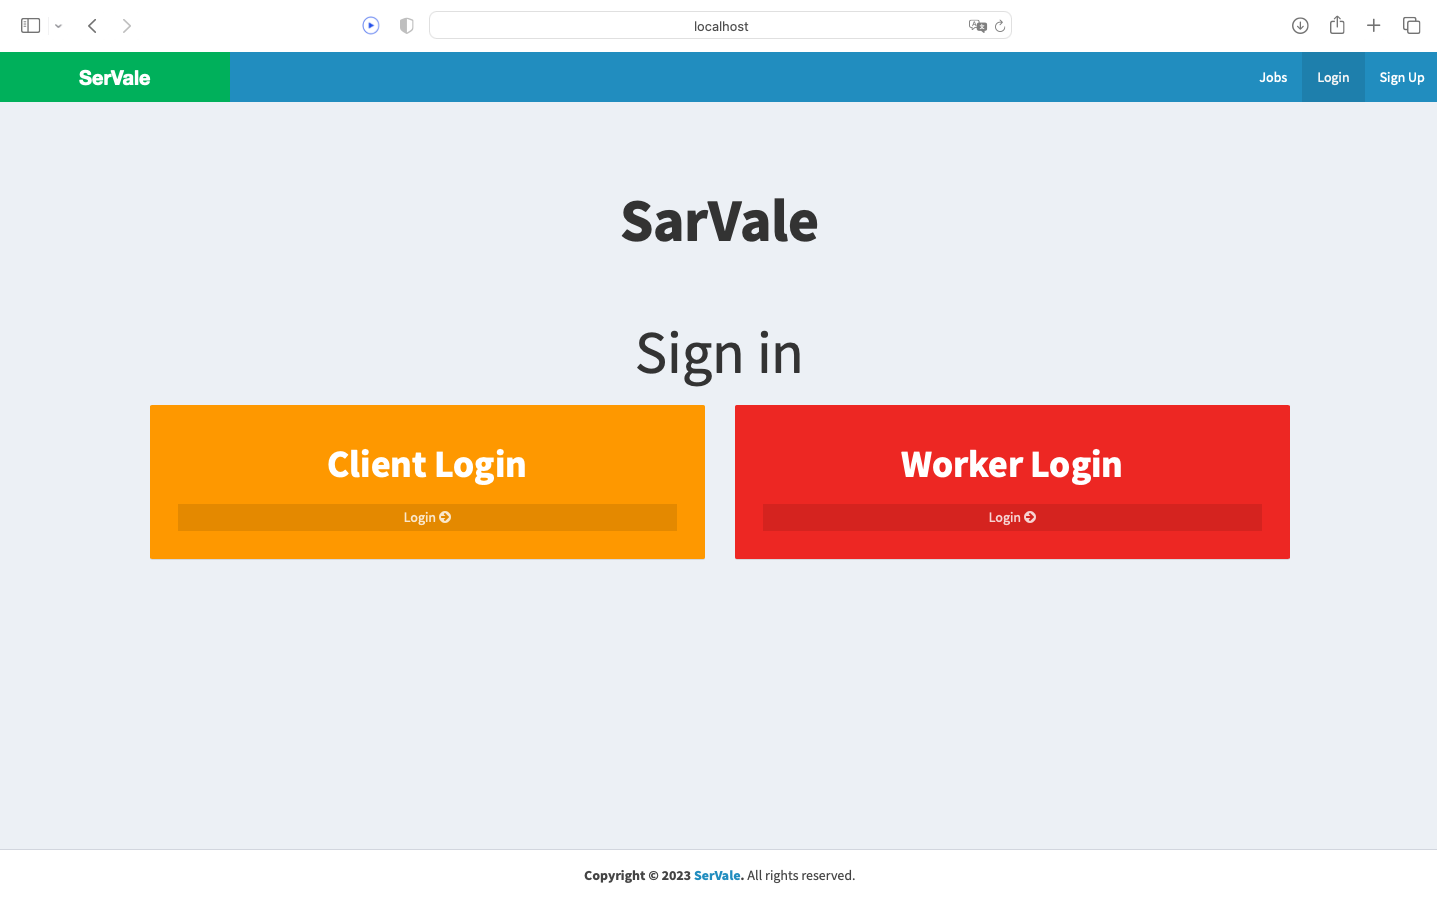 localhost
SerVale
Jobs Login Sign Up
SarVale
Sign in
Client Login
Login
Worker Login
Login
Copyright © 2023 SerVale. All rights reserved.